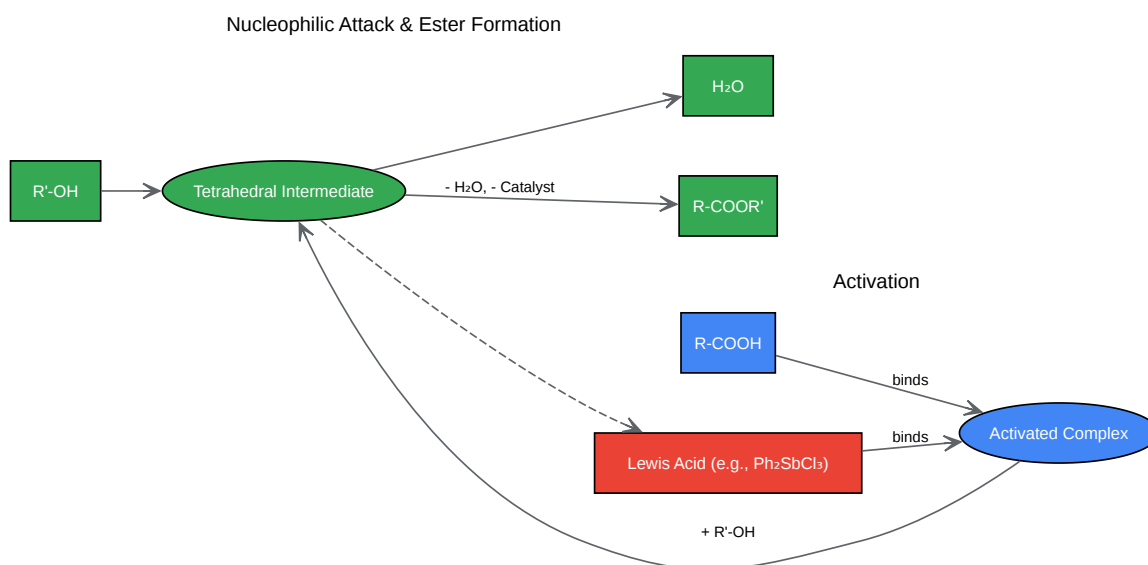 Nucleophilic Attack & Ester Formation
H₂O
R'-OH
Tetrahedral Intermediate
- H₂O, - Catalyst
R-COOR'
Activation
R-COOH
binds
binds
Activated Complex
Lewis Acid (e.g., Ph₂SbCl₃)
+ R'-OH